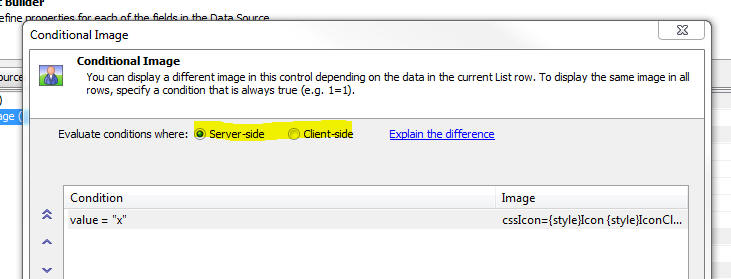 Builder
efine properties for each of the fields in the Data Source
Conditional Image
Conditional Image
You can display a different image in this control depending on the data in the current List row. To display the same image in all
rows, specify a condition that is always true (e.g. 1=1).
Evaluate conditions where: Server-side Client-side Explain the difference
Condition Image
value = "x" cssIcon={style}Icon {style}IconCl...